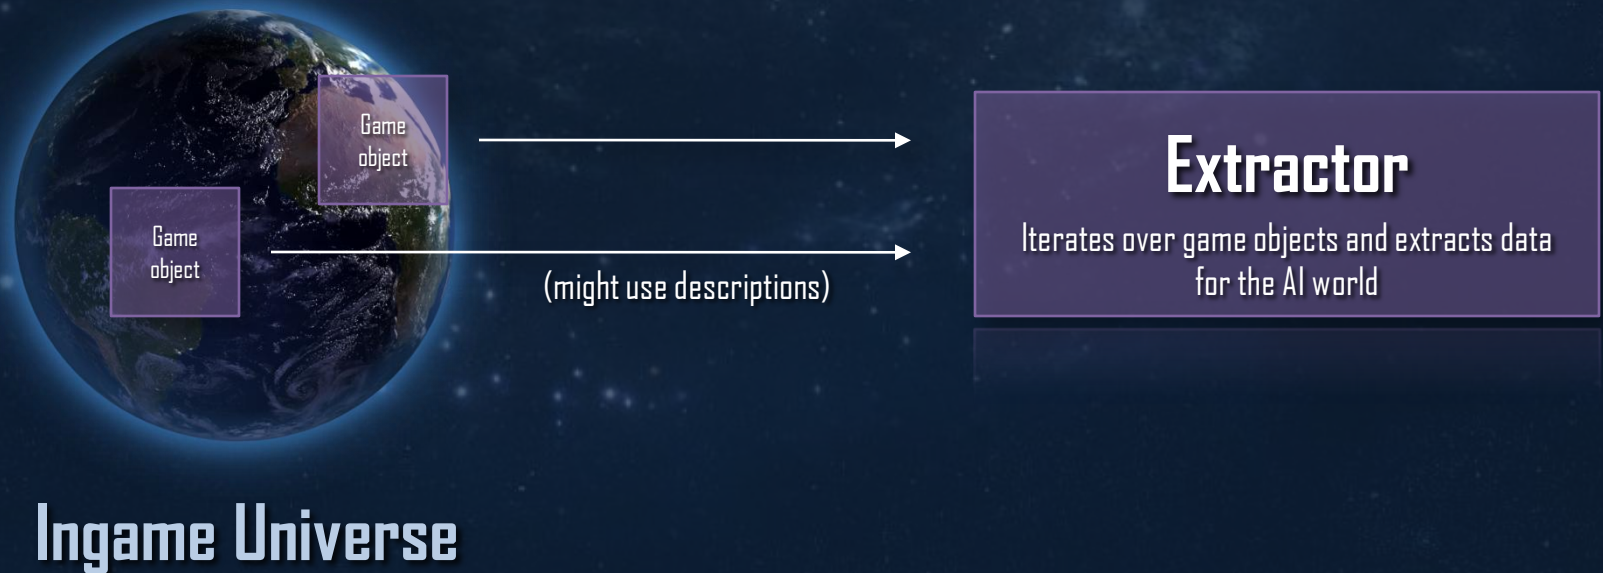 Game
object
Game
object
(might use descriptions)
Extractor
Iterates over game objects and extracts data
for the AI world
Ingame Universe